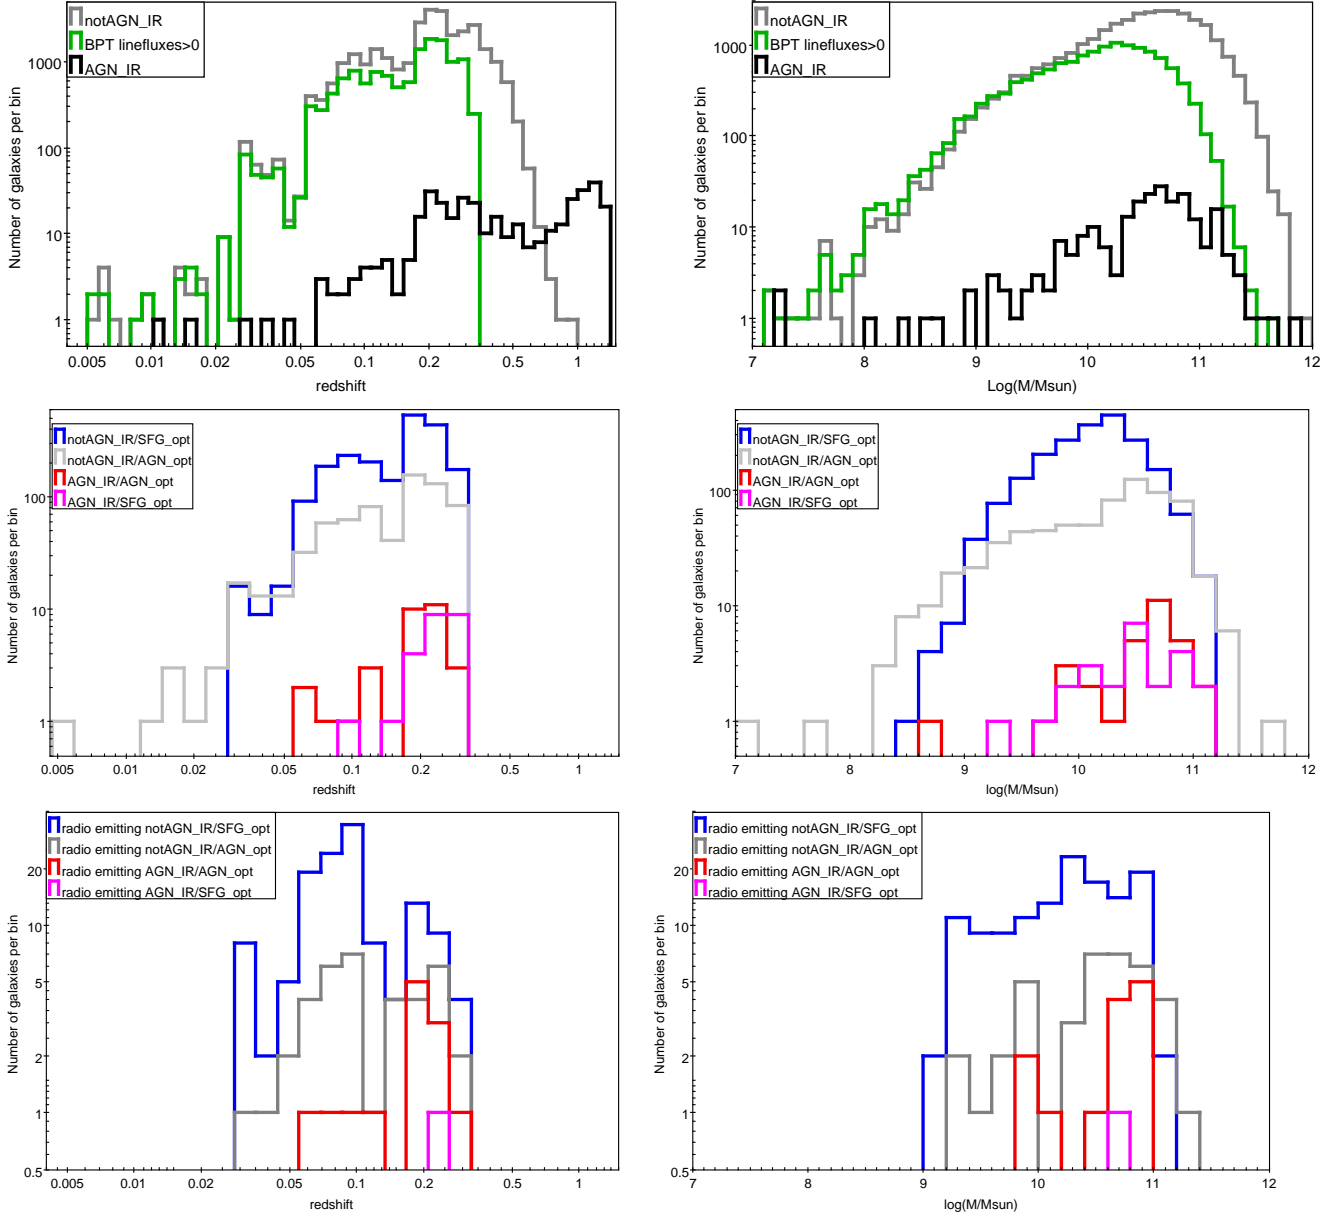 notAGN_IR
BPT linefluxes>0
AGN_IR
1000
100
10
1
Number of galaxies per bin
0.005 0.01 0.02 0.05 0.1 0.2 0.5 1
redshift
notAGN_IR
BPT linefluxes>0
AGN_IR
1000
100
10
1
Number of galaxies per bin
7 8 9 10 11 12
Log(M/Msun)
notAGN_IR/SFG_opt
notAGN_IR/AGN_opt
AGN_IR/AGN_opt
AGN_IR/SFG_opt
100
10
1
Number of galaxies per bin
0.005 0.01 0.02 0.05 0.1 0.2 0.5 1
redshift
notAGN_IR/SFG_opt
notAGN_IR/AGN_opt
AGN_IR/AGN_opt
AGN_IR/SFG_opt
100
10
1
Number of galaxies per bin
7 8 9 10 11 12
log(M/Msun)
radio emitting notAGN_IR/SFG_opt
radio emitting notAGN_IR/AGN_opt
radio emitting AGN_IR/AGN_opt
radio emitting AGN_IR/SFG_opt
20
10
5
2
1
0.5
Number of galaxies per bin
0.005 0.01 0.02 0.05 0.1 0.2 0.5 1
redshift
radio emitting notAGN_IR/SFG_opt
radio emitting notAGN_IR/AGN_opt
radio emitting AGN_IR/AGN_opt
radio emitting AGN_IR/SFG_opt
20
10
5
2
1
0.5
Number of galaxies per bin
7 8 9 10 11 12
log(M/Msun)